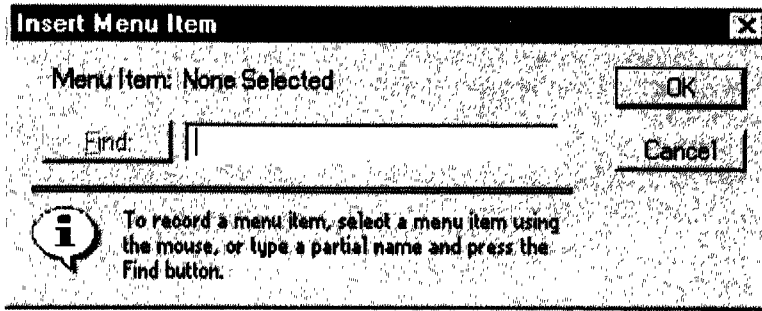 Insert Menu Item
Menu Item: None Selected
OK
Find:
Cancel
To record a menu item, select a menu item using
the mouse, or type a partial name and press the
Find button.